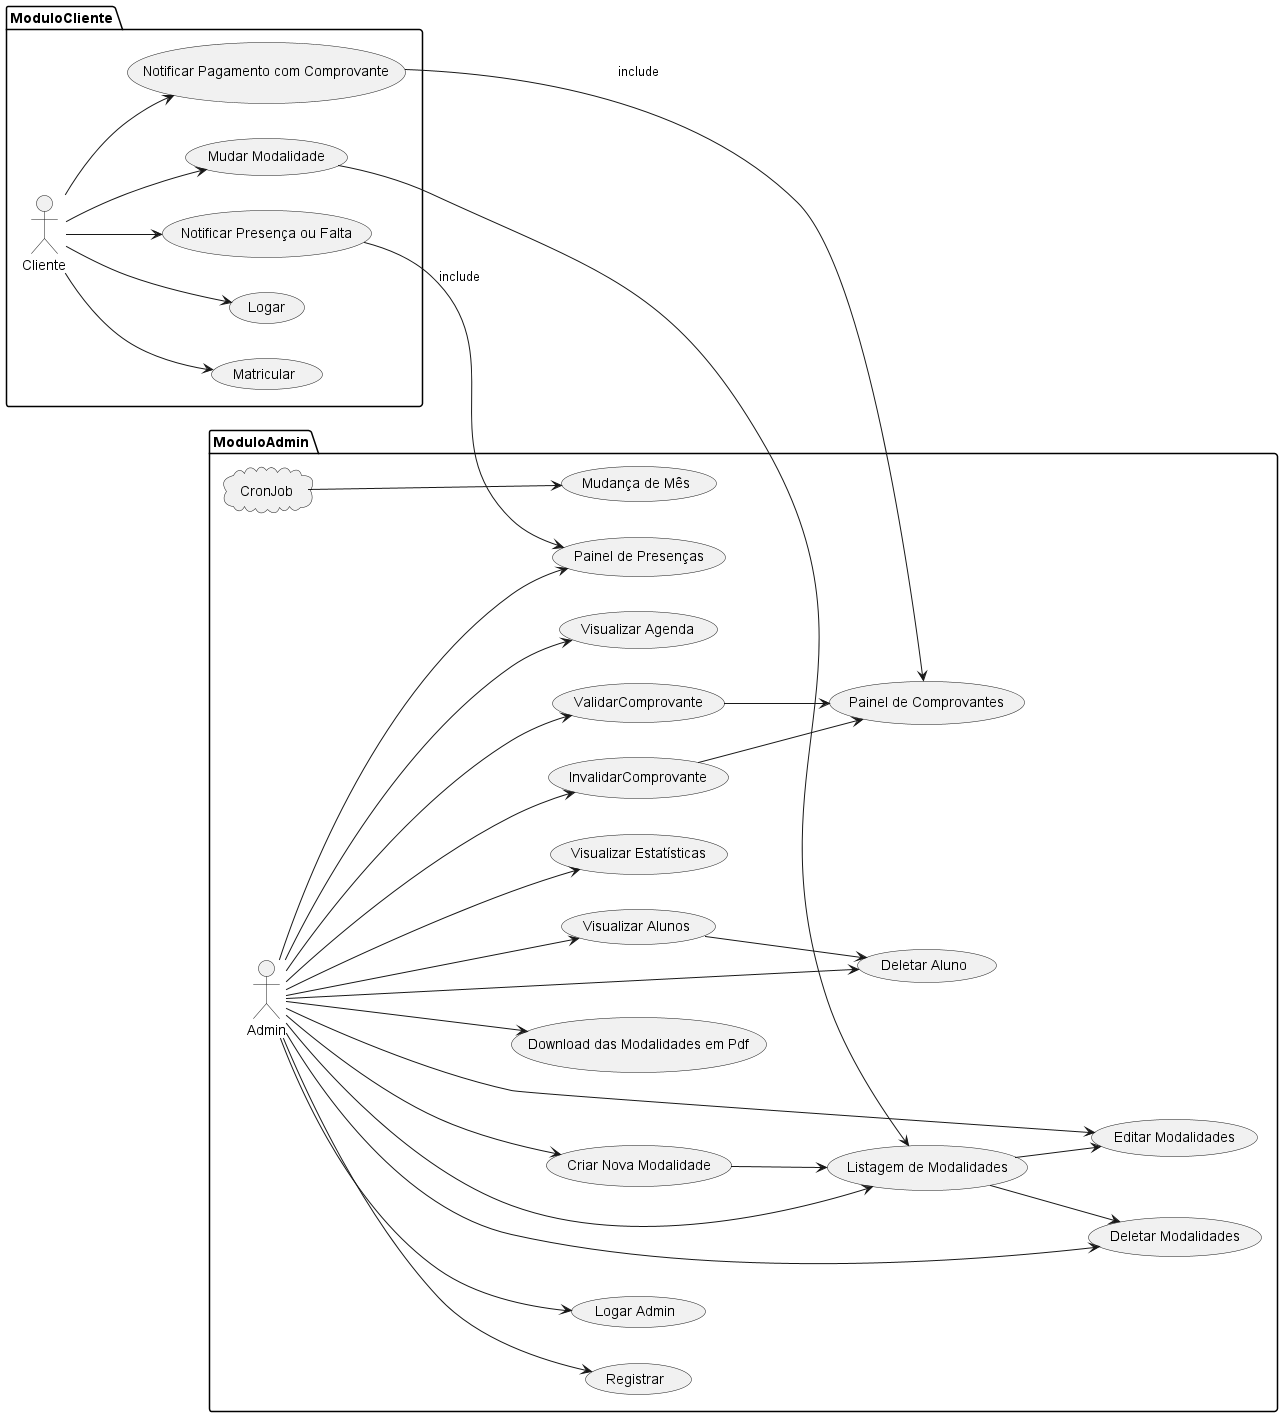 ModuloCliente
Notificar Pagamento com Comprovante
include
Mudar Modalidade
Notificar Presença ou Falta
Cliente
include
Logar
Matricular
ModuloAdmin
CronJob
Mudança de Mês
Painel de Presenças
Visualizar Agenda
ValidarComprovante
Painel de Comprovantes
InvalidarComprovante
Visualizar Estatísticas
Visualizar Alunos
Deletar Aluno
Admin
Download das Modalidades em Pdf
Editar Modalidades
Criar Nova Modalidade
Listagem de Modalidades
Deletar Modalidades
Logar Admin
Registrar